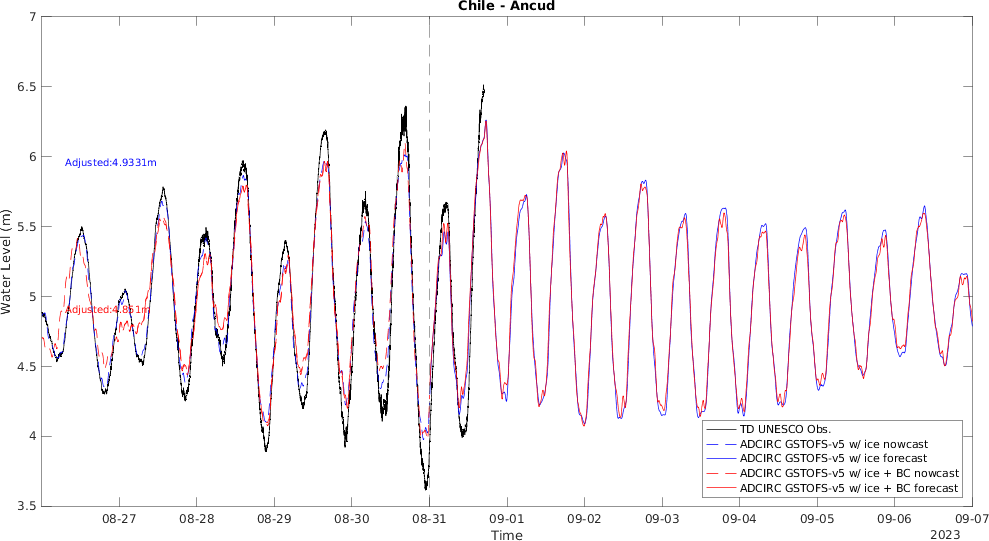 Chile - Ancud
7
6.5
6
5.5
5
4.5
4
3.5
Water Level (m)
Adjusted:4.9331m
Adjusted:4.851m
08-27
08-28
08-29
08-30
08-31
09-01
09-02
09-03
09-04
09-05
09-06
09-07
Time
2023
TD UNESCO Obs.
ADCIRC GSTOFS-v5 w/ ice nowcast
ADCIRC GSTOFS-v5 w/ ice forecast
ADCIRC GSTOFS-v5 w/ ice + BC nowcast
ADCIRC GSTOFS-v5 w/ ice + BC forecast